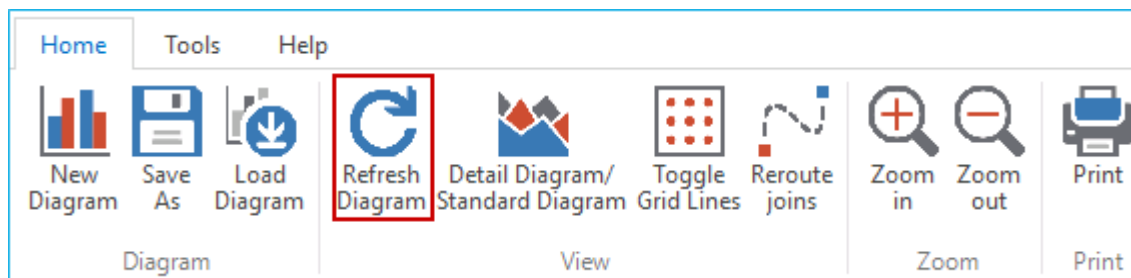 Home Tools Help
New Diagram
Save As
Load Diagram
Refresh Diagram
Detail Diagram/ Standard Diagram
Toggle Grid Lines
Reroute joins
Zoom in
Zoom out
Print
Diagram View Zoom Print